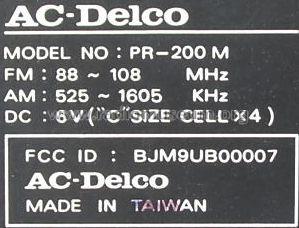 AC-Delco
MODEL NO : PR-200 M
FM : 88 ~ 108 MHz
AM : 525 ~ 1605 KHz
DC : 6V ("C" SIZE CELL x4)
FCC ID : BJM9UB00007
AC-Delco
MADE IN TAIWAN